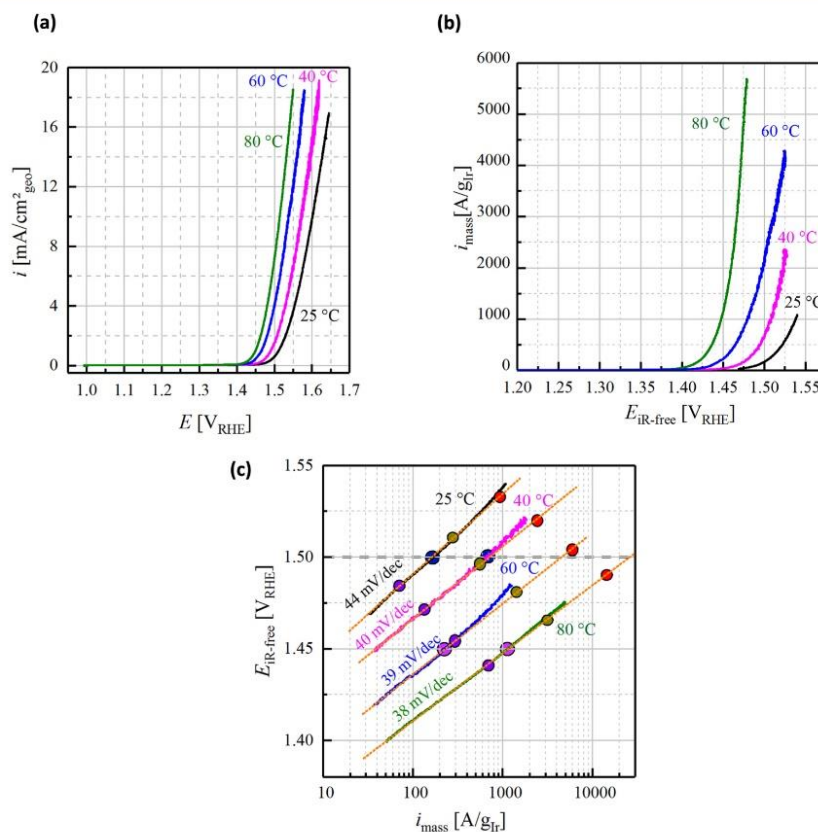 (a)
20
16
12
8
4
0
i [mA/cm²geo]
60 °C
40 °C
80 °C
25 °C
1.0 1.1 1.2 1.3 1.4 1.5 1.6 1.7
E [VRHE]
(b)
6000
5000
4000
3000
2000
1000
0
imass[A/gIr]
80 °C
60 °C
40 °C
25 °C
1.20 1.25 1.30 1.35 1.40 1.45 1.50 1.55
EiR-free [VRHE]
(c)
1.55
1.50
1.45
1.40
EiR-free [VRHE]
25 °C
40 °C
60 °C
80 °C
44 mV/dec
40 mV/dec
39 mV/dec
38 mV/dec
10 100 1000 10000
imass [A/gIr]